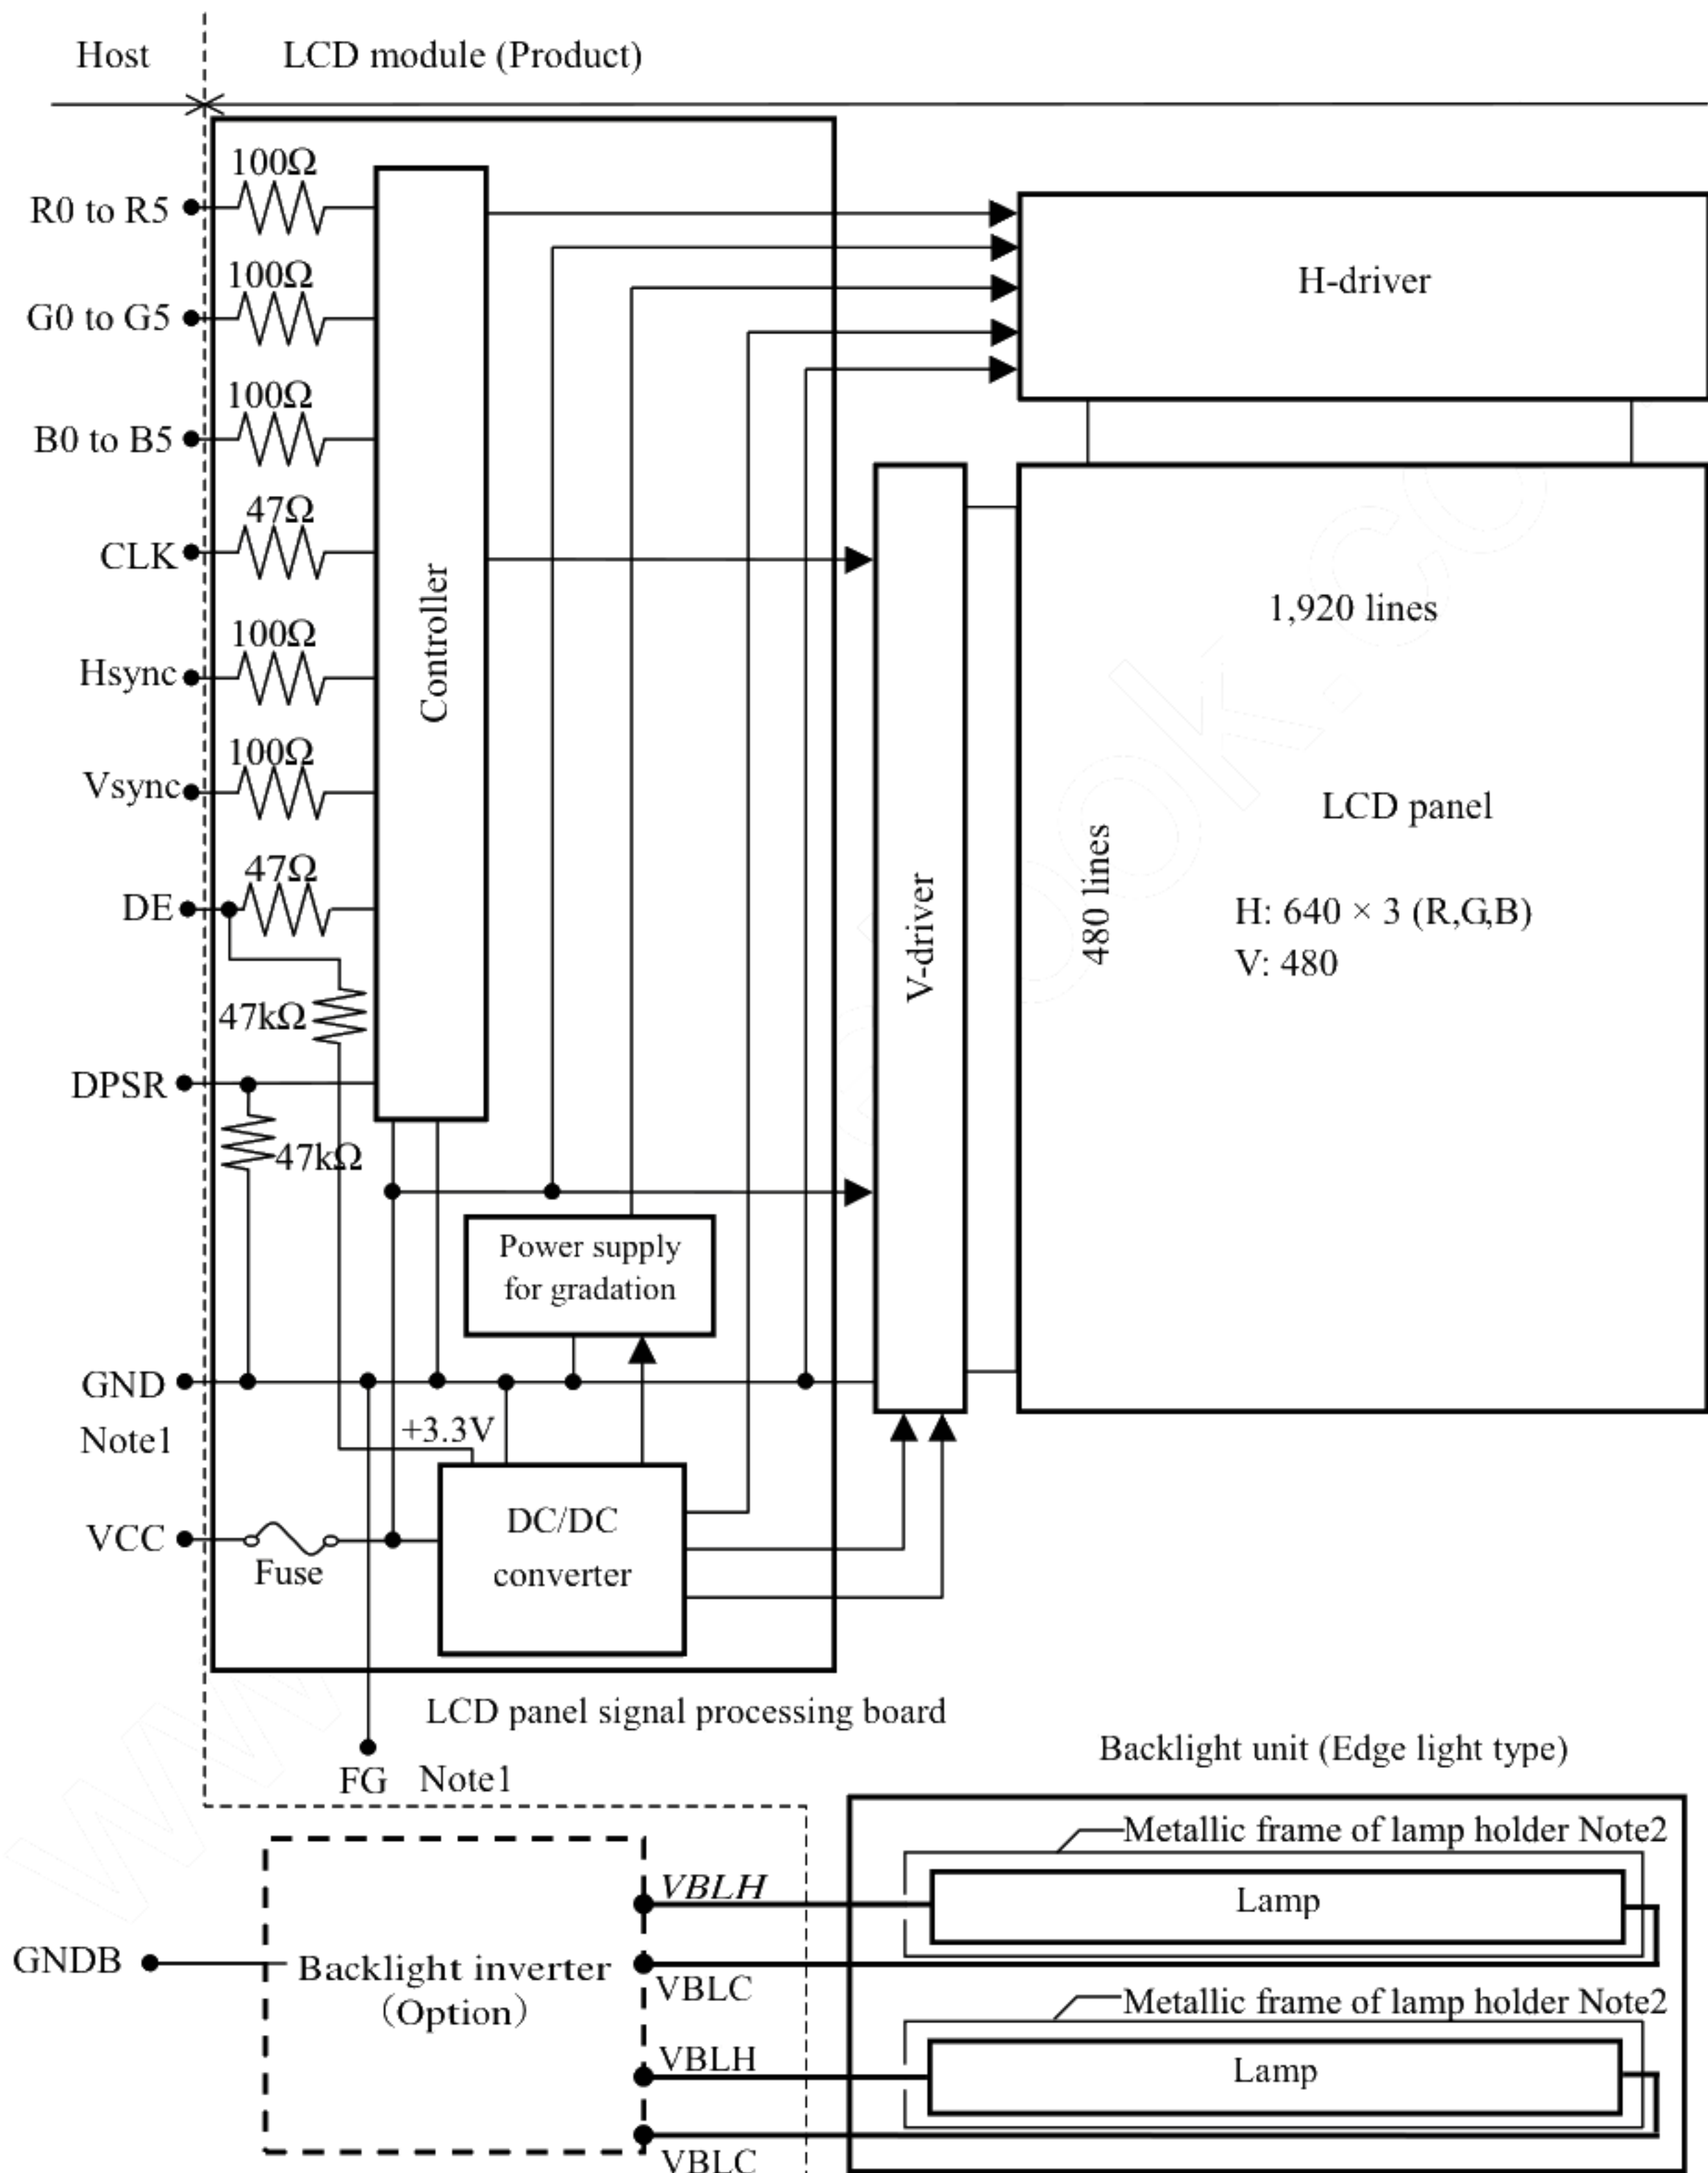 Host
LCD module (Product)
100Ω
R0 to R5
100Ω
G0 to G5
H-driver
100Ω
B0 to B5
47Ω
CLK
Controller
1,920 lines
100Ω
Hsync
100Ω
Vsync
LCD panel
47Ω
DE
V-driver
480 lines
H: 640 × 3 (R,G,B)
V: 480
47kΩ
DPSR
47kΩ
Power supply
for gradation
GND
Note1
+3.3V
VCC
Fuse
DC/DC
converter
LCD panel signal processing board
FG Note1
Backlight unit (Edge light type)
Metallic frame of lamp holder Note2
VBLH
Lamp
GNDB
Backlight inverter
(Option)
VBLC
Metallic frame of lamp holder Note2
VBLH
Lamp
VBLC